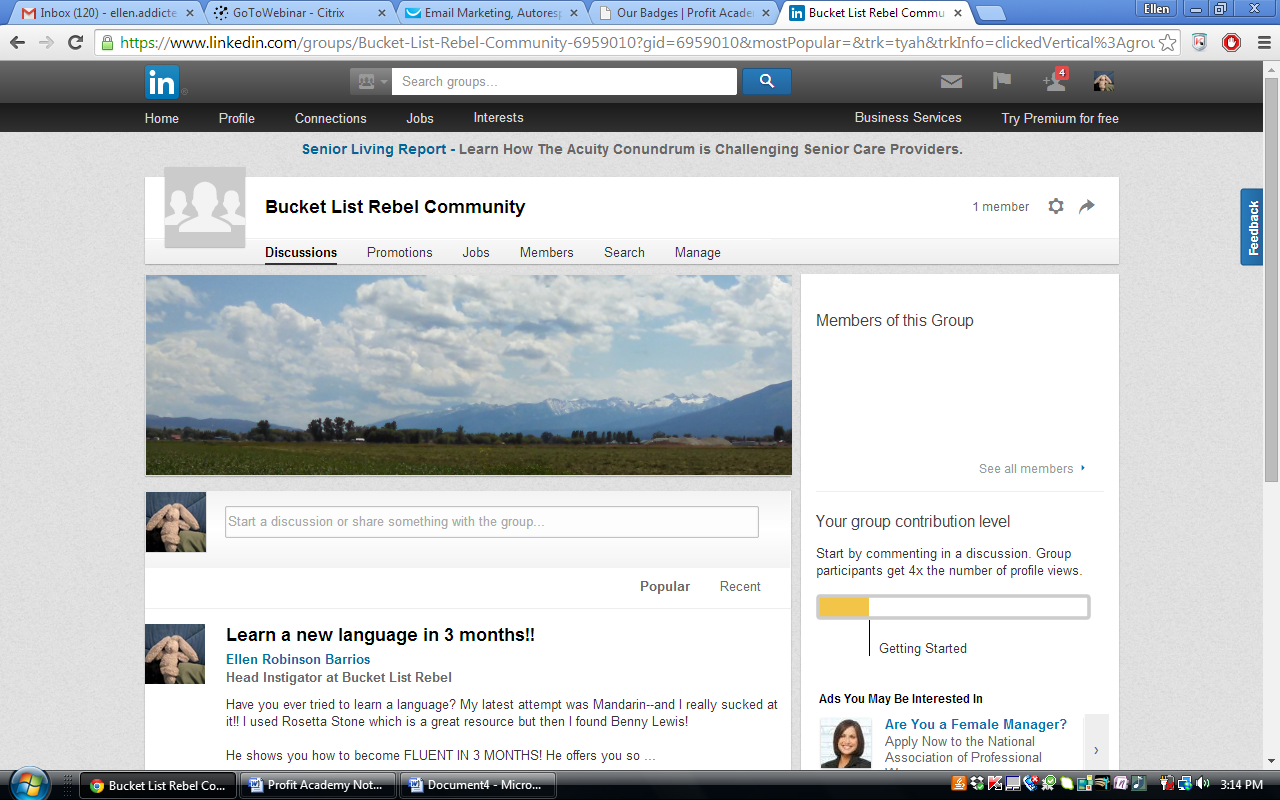 Inbox (120) - ellen.addicte
GoToWebinar - Citrix
Email Marketing, Autoresp
Our Badges | Profit Acade
Bucket List Rebel Commu
Ellen
https://www.linkedin.com/groups/Bucket-List-Rebel-Community-6959010?gid=6959010&mostPopular=&trk=tyah&trkInfo=clickedVertical%3Agrou
in
Search groups...
4
Home
Profile
Connections
Jobs
Interests
Business Services
Try Premium for free
Senior Living Report - Learn How The Acuity Conundrum is Challenging Senior Care Providers.
Bucket List Rebel Community
1 member
Feedback
Discussions
Promotions
Jobs
Members
Search
Manage
Members of this Group
See all members
Start a discussion or share something with the group...
Your group contribution level
Start by commenting in a discussion. Group
participants get 4x the number of profile views.
Getting Started
Popular
Recent
Learn a new language in 3 months!!
Ellen Robinson Barrios
Head Instigator at Bucket List Rebel
Have you ever tried to learn a language? My latest attempt was Mandarin--and I really sucked at
it!! I used Rosetta Stone which is a great resource but then I found Benny Lewis!
He shows you how to become FLUENT IN 3 MONTHS! He offers you so ...
Ads You May Be Interested In
Are You a Female Manager?
Apply Now to the National
Association of Professional
Bucket List Rebel Co...
Profit Academy Not...
Document4 - Micro...
3:14 PM